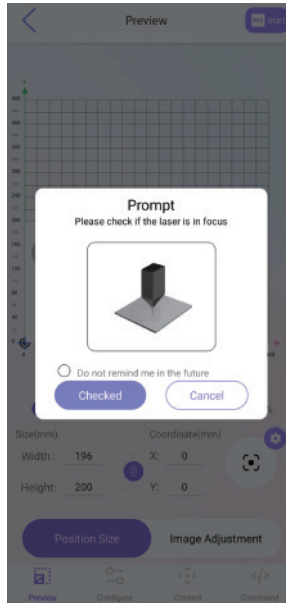 Preview
Start
Prompt
Please check if the laser is in focus
Do not remind me in the future
Checked
Cancel
Size(mm)
Coordinate(mm)
Width :
196
X:
0
Height:
200
Y:
0
Position Size
Image Adjustment
Preview
Configure
Control
Command